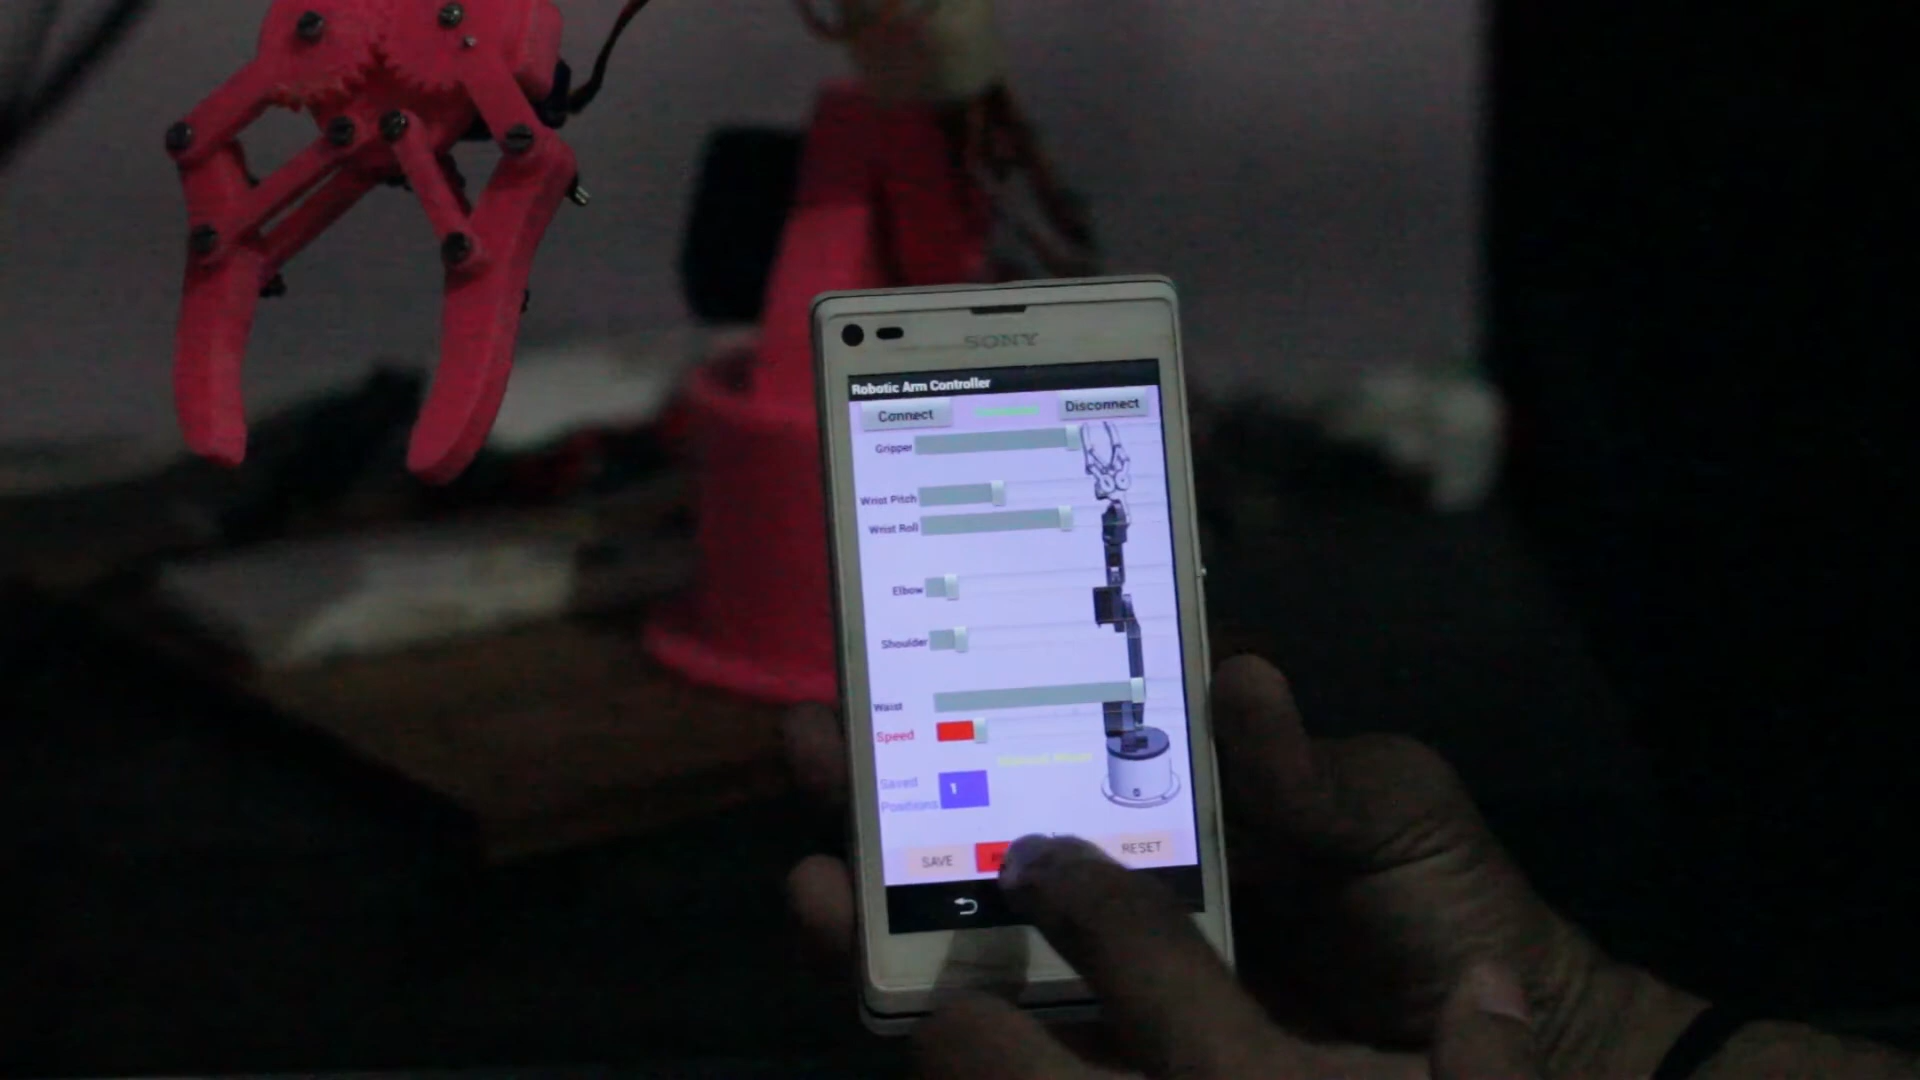 SONY
Robotic Arm Controller
Connect
Disconnect
Gripper
Wrist Pitch
Wrist Roll
Elbow
Shoulder
Waist
Speed
Saved
Positions
1
SAVE
RESET